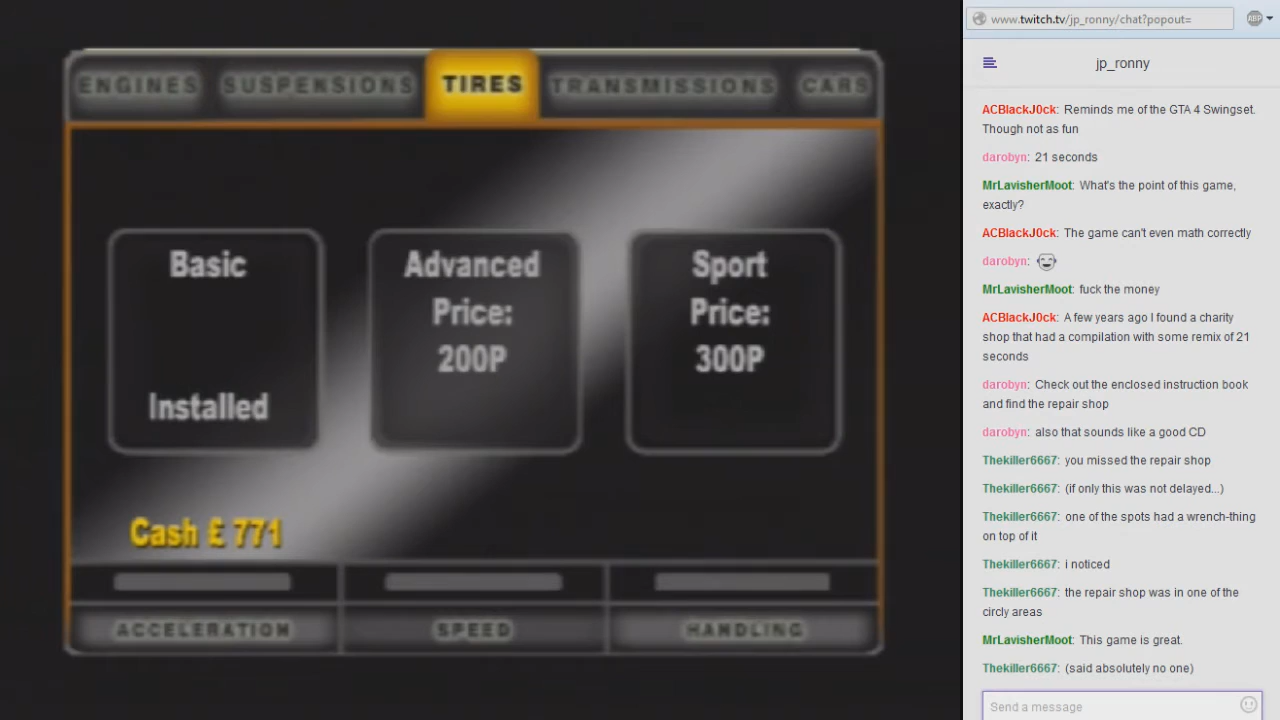 ENGINES SUSPENSIONS TIRES TRANSMISSIONS CARS
Basic
Installed
Advanced
Price:
200P
Sport
Price:
300P
Cash £ 771
ACCELERATION SPEED HANDLING
www.twitch.tv/jp_ronny/chat?popout=
ABP
jp_ronny
ACBlackJ0ck: Reminds me of the GTA 4 Swingset.
Though not as fun
darobyn: 21 seconds
MrLavisherMoot: What's the point of this game,
exactly?
ACBlackJ0ck: The game can't even math correctly
darobyn:
MrLavisherMoot: fuck the money
ACBlackJ0ck: A few years ago I found a charity
shop that had a compilation with some remix of 21
seconds
darobyn: Check out the enclosed instruction book
and find the repair shop
darobyn: also that sounds like a good CD
Thekiller6667: you missed the repair shop
Thekiller6667: (if only this was not delayed...)
Thekiller6667: one of the spots had a wrench-thing
on top of it
Thekiller6667: i noticed
Thekiller6667: the repair shop was in one of the
circly areas
MrLavisherMoot: This game is great.
Thekiller6667: (said absolutely no one)
Send a message